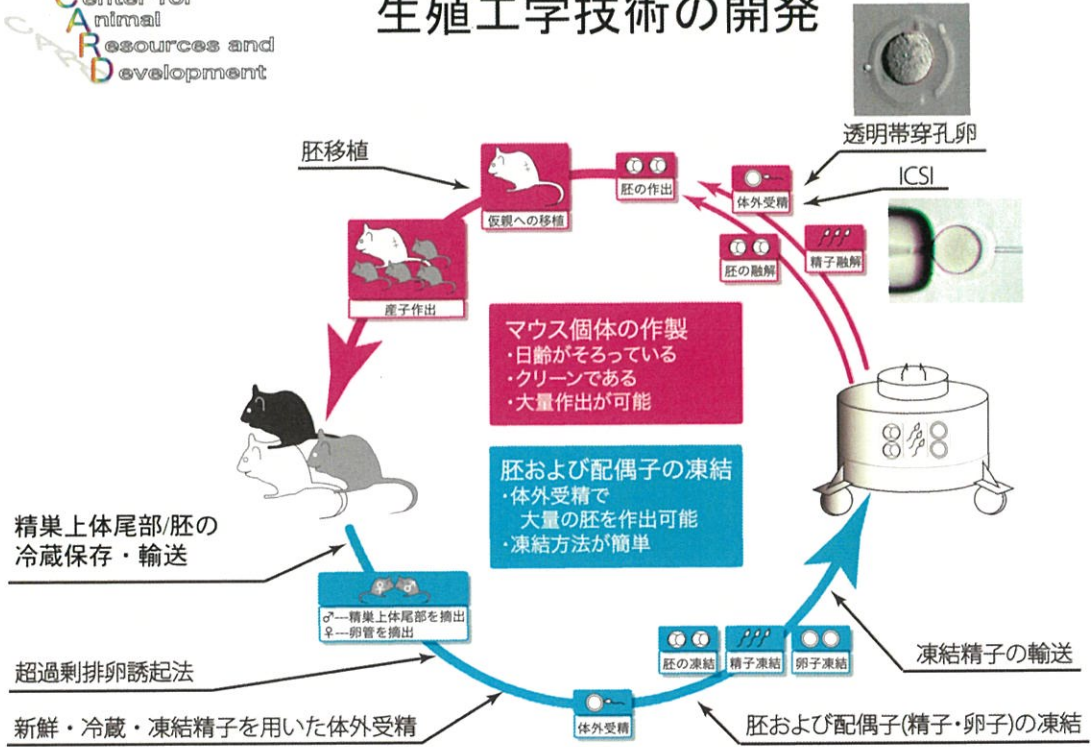 Center for
Animal
Resources and
Development
CARD
生殖工学技術の開発
透明帯穿孔卵
ICSI
胚移植
仮親への移植
胚の作出
体外受精
胚の融解
精子融解
産子作出
マウス個体の作製
・日齢がそろっている
・クリーンである
・大量作出が可能
胚および配偶子の凍結
・体外受精で
大量の胚を作出可能
・凍結方法が簡単
精巣上体尾部/胚の
冷蔵保存・輸送
♀ ♂
♂---精巣上体尾部を摘出
♀---卵管を摘出
超過剰排卵誘起法
新鮮・冷蔵・凍結精子を用いた体外受精
体外受精
胚の凍結
精子凍結
卵子凍結
凍結精子の輸送
胚および配偶子(精子・卵子)の凍結